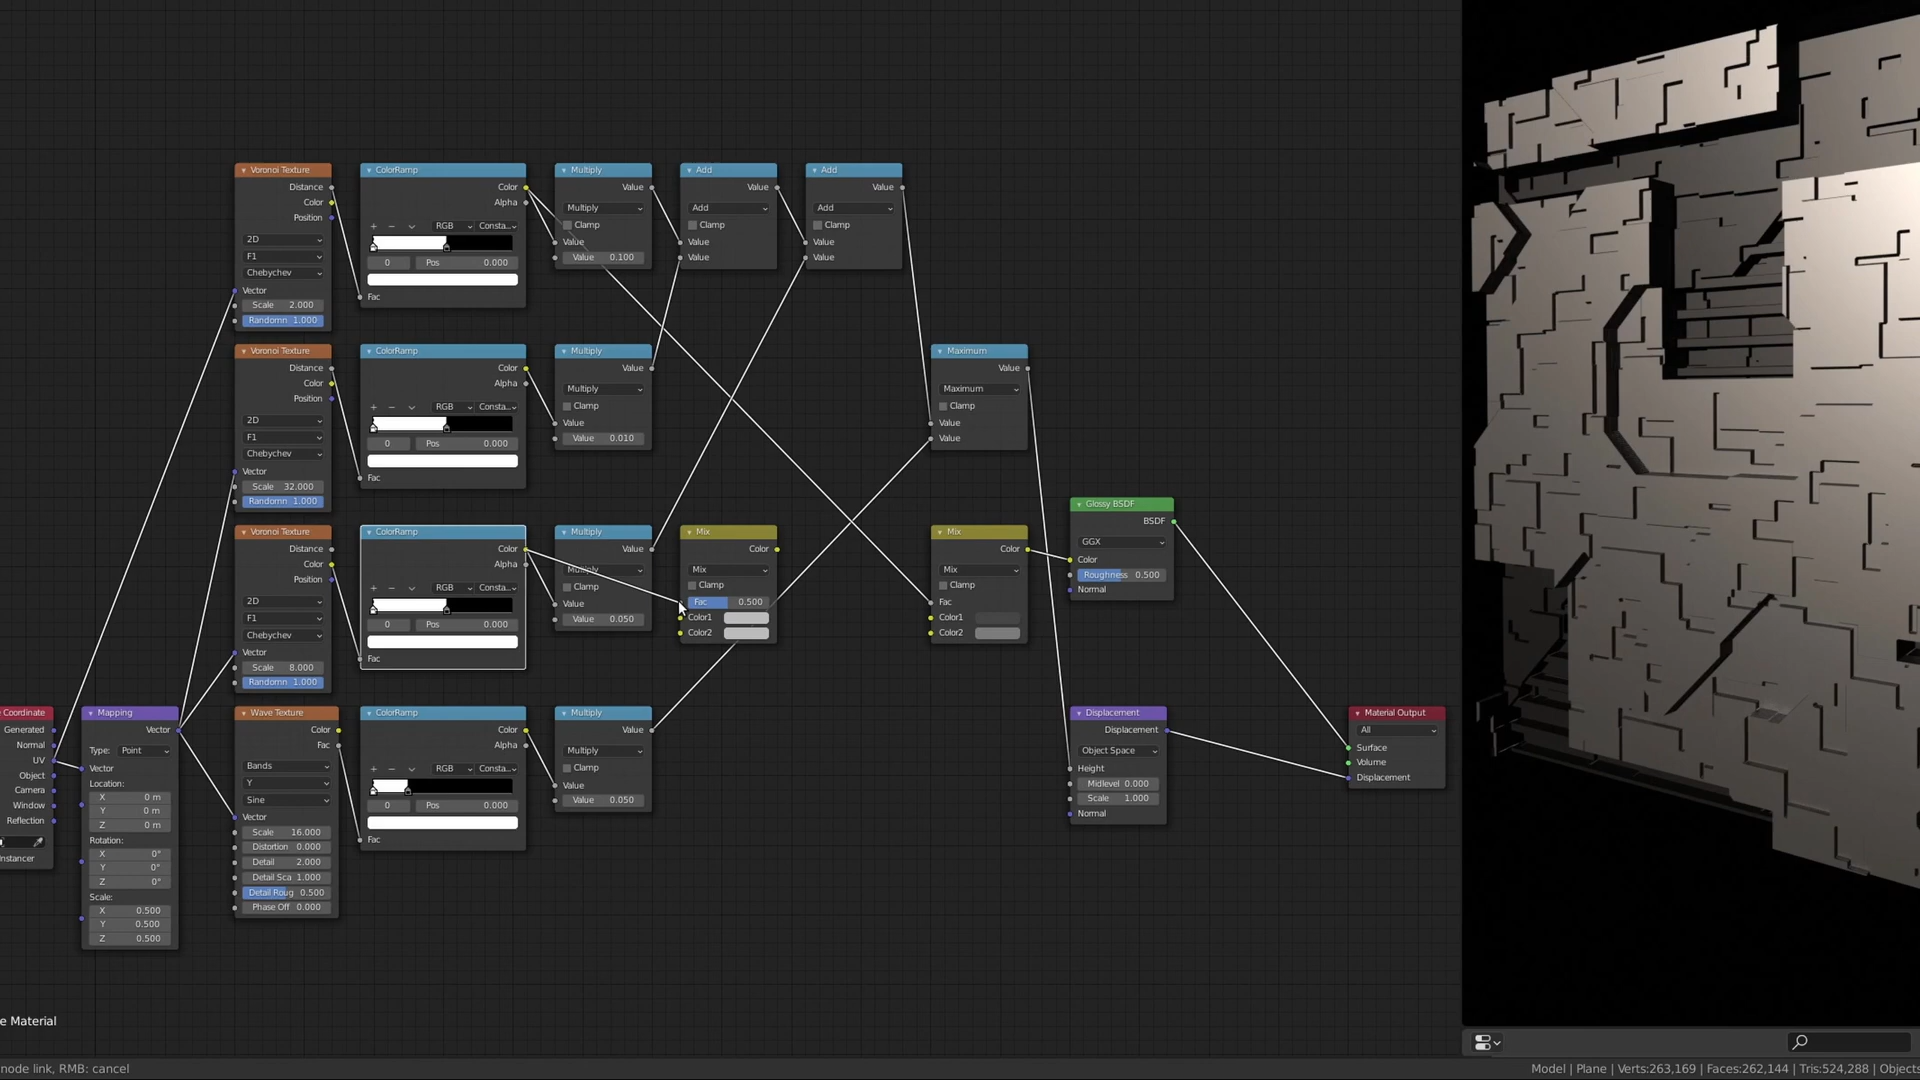 Voronoi Texture
Distance
Color
Position
2D
F1
Chebychev
Vector
Scale 2.000
Randomn 1.000
ColorRamp
Color
Alpha
+ − RGB Consta..
0 Pos 0.000
Fac
Multiply
Value
Multiply
Clamp
Value
Value 0.100
Add
Value
Add
Clamp
Value
Value
Add
Value
Add
Clamp
Value
Value
Voronoi Texture
Distance
Color
Position
2D
F1
Chebychev
Vector
Scale 32.000
Randomn 1.000
ColorRamp
Color
Alpha
+ − RGB Consta..
0 Pos 0.000
Fac
Multiply
Value
Multiply
Clamp
Value
Value 0.010
Maximum
Value
Maximum
Clamp
Value
Value
Voronoi Texture
Distance
Color
Position
2D
F1
Chebychev
Vector
Scale 8.000
Randomn 1.000
ColorRamp
Color
Alpha
+ − RGB Consta..
0 Pos 0.000
Fac
Multiply
Value
Multiply
Clamp
Value
Value 0.050
Mix
Color
Mix
Clamp
Fac 0.500
Color1
Color2
Mix
Color
Mix
Clamp
Fac
Color1
Color2
Glossy BSDF
BSDF
GGX
Color
Roughness 0.500
Normal
e Coordinate
Generated
Normal
UV
Object
Camera
Window
Reflection
nstancer
Mapping
Vector
Type: Point
Vector
Location:
X 0 m
Y 0 m
Z 0 m
Rotation:
X 0°
Y 0°
Z 0°
Scale:
X 0.500
Y 0.500
Z 0.500
Wave Texture
Color
Fac
Bands
Y
Sine
Vector
Scale 16.000
Distortion 0.000
Detail 2.000
Detail Sca 1.000
Detail Roug 0.500
Phase Off 0.000
ColorRamp
Color
Alpha
+ − RGB Consta..
0 Pos 0.000
Fac
Multiply
Value
Multiply
Clamp
Value
Value 0.050
Displacement
Displacement
Object Space
Height
Midlevel 0.000
Scale 1.000
Normal
Material Output
All
Surface
Volume
Displacement
e Material
node link, RMB: cancel
Model | Plane | Verts:263,169 | Faces:262,144 | Tris:524,288 | Objects